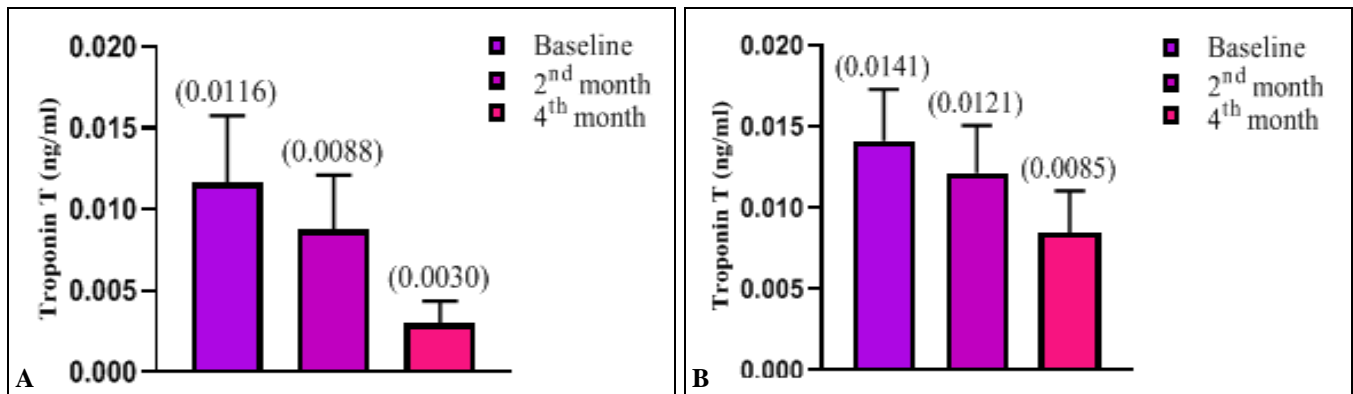 0.020
0.015
0.010
0.005
0.000
Troponin T (ng/ml)
(0.0116)
(0.0088)
(0.0030)
Baseline
2nd month
4th month
A
0.020
0.015
0.010
0.005
0.000
Troponin T (ng/ml)
(0.0141)
(0.0121)
(0.0085)
Baseline
2nd month
4th month
B